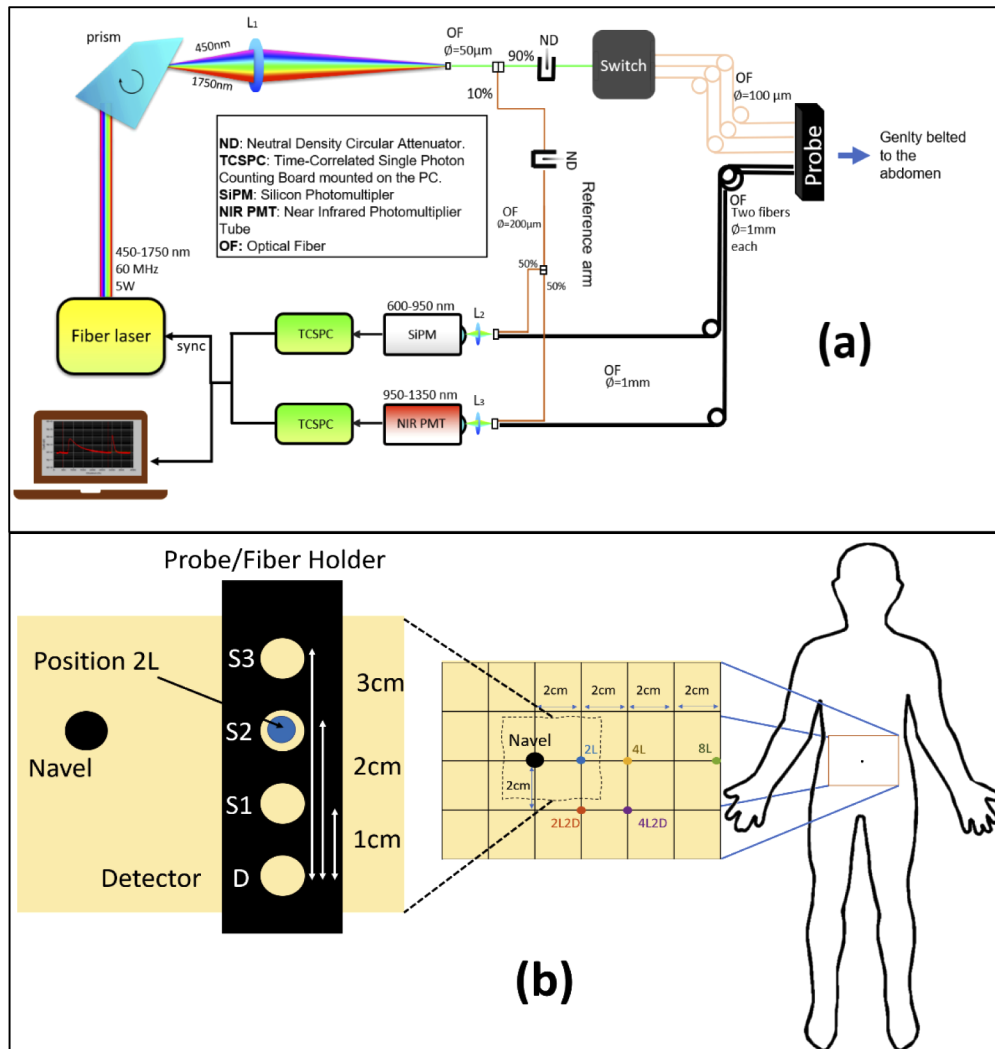 prism
450nm
1750nm
L₁
OF
Ø=50µm
90%
10%
ND
Switch
OF
Ø=100 µm
Probe
Genlty belted
to the
abdomen
ND: Neutral Density Circular Attenuator.
TCSPC: Time-Correlated Single Photon
Counting Board mounted on the PC.
SiPM: Silicon Photomultipler
NIR PMT: Near Infrared Photomultiplier
Tube
OF: Optical Fiber
ND
Reference arm
OF
Ø=200µm
50%
50%
OF
Two fibers
Ø=1mm
each
450-1750 nm
60 MHz
5W
Fiber laser
sync
TCSPC
600-950 nm
SiPM
L₂
OF
Ø=1mm
TCSPC
950-1350 nm
NIR PMT
L₃
(a)
Probe/Fiber Holder
Position 2L
Navel
S3
S2
S1
Detector
D
3cm
2cm
1cm
2cm
2cm
2cm
2cm
Navel
2L
4L
8L
2cm
2L2D
4L2D
(b)